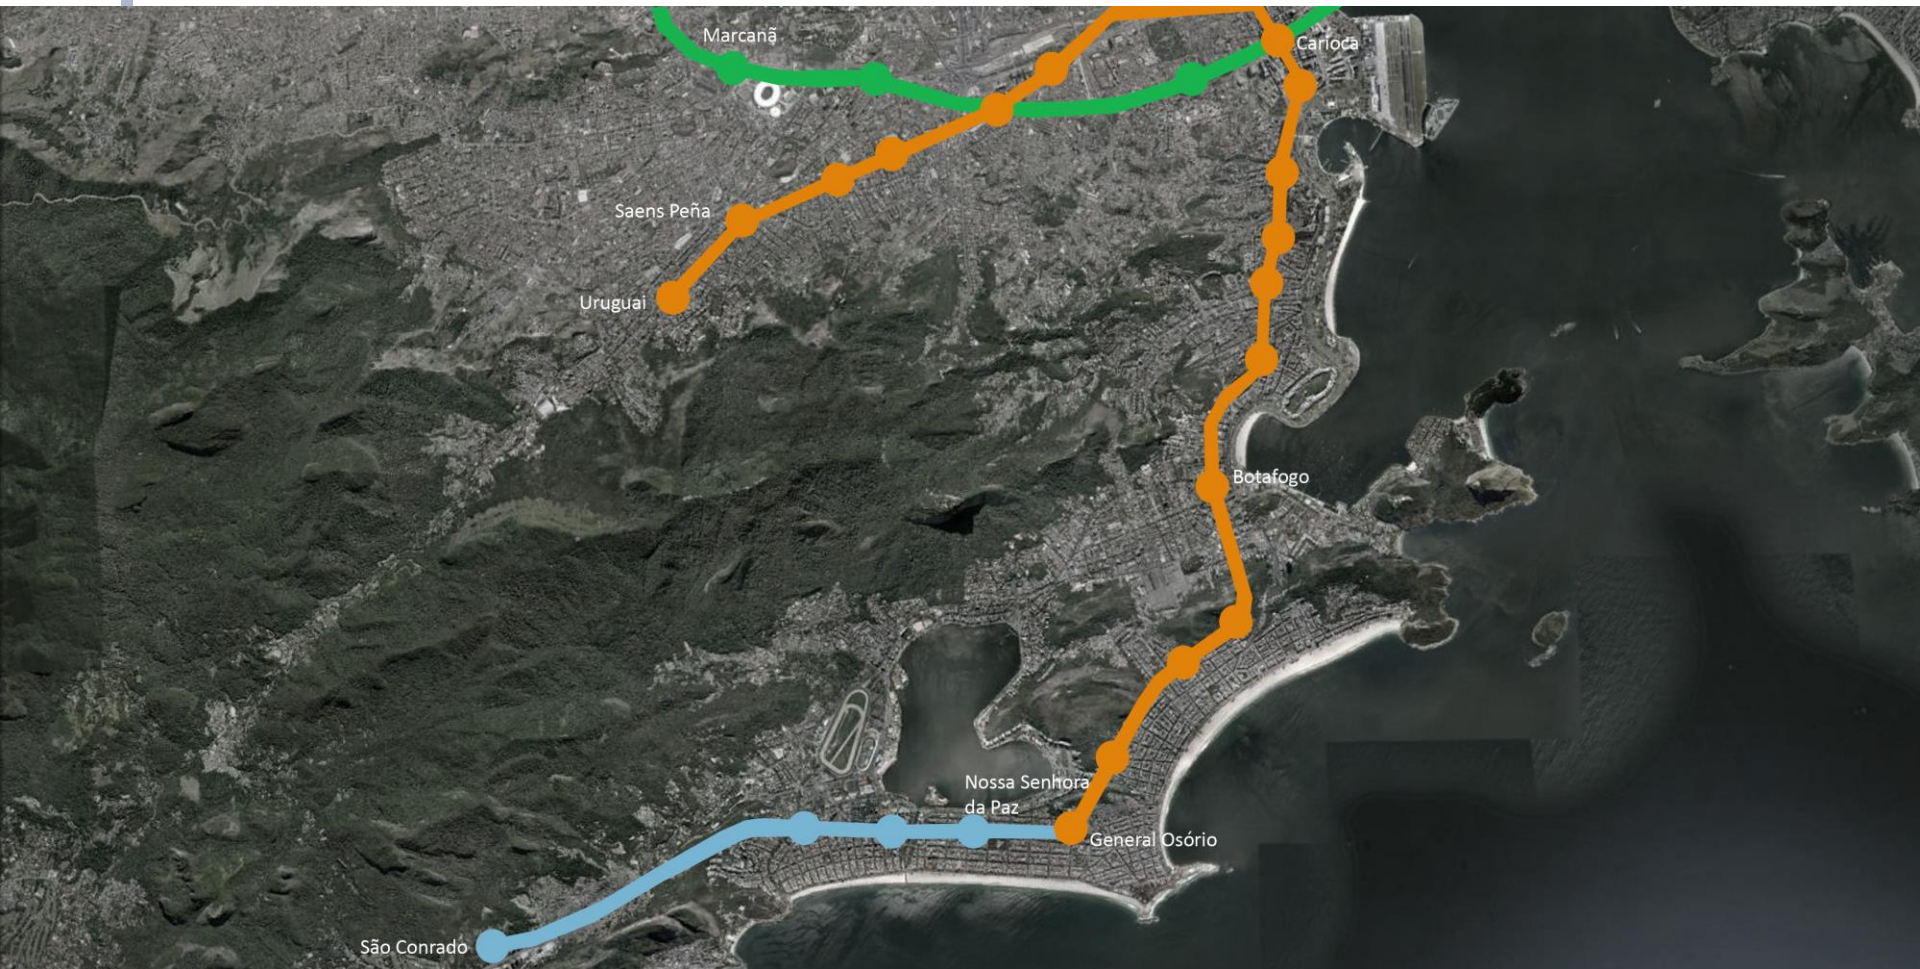 Marcanã
Carioca
Saens Peña
Uruguai
Botafogo
Nossa Senhora
da Paz
General Osório
São Conrado